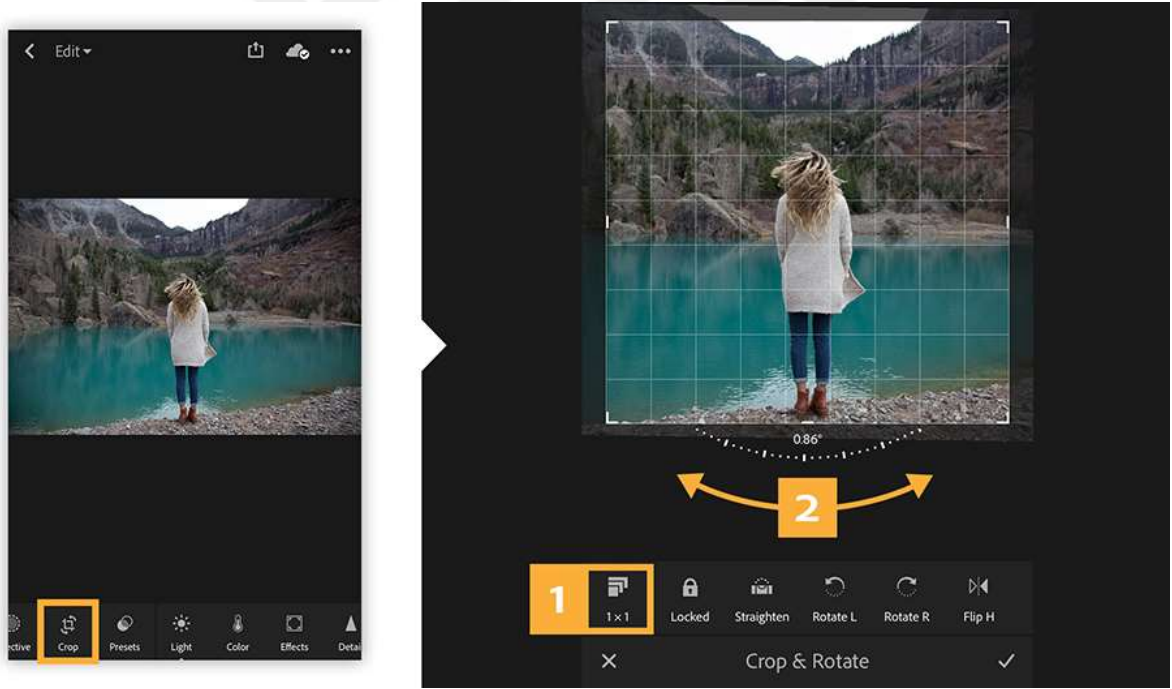 Edit
ective Crop Presets Light Color Effects Detai
0.86°
2
1
1 × 1 Locked Straighten Rotate L Rotate R Flip H
Crop & Rotate